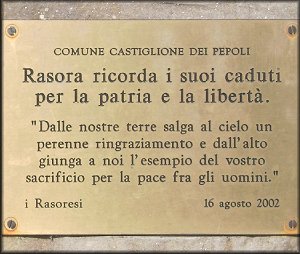 COMUNE CASTIGLIONE DEI PEPOLI
Rasora ricorda i suoi caduti
per la patria e la libertà.
"Dalle nostre terre salga al cielo un
perenne ringraziamento e dall'alto
giunga a noi l'esempio del vostro
sacrificio per la pace fra gli uomini."
i Rasoresi 16 agosto 2002